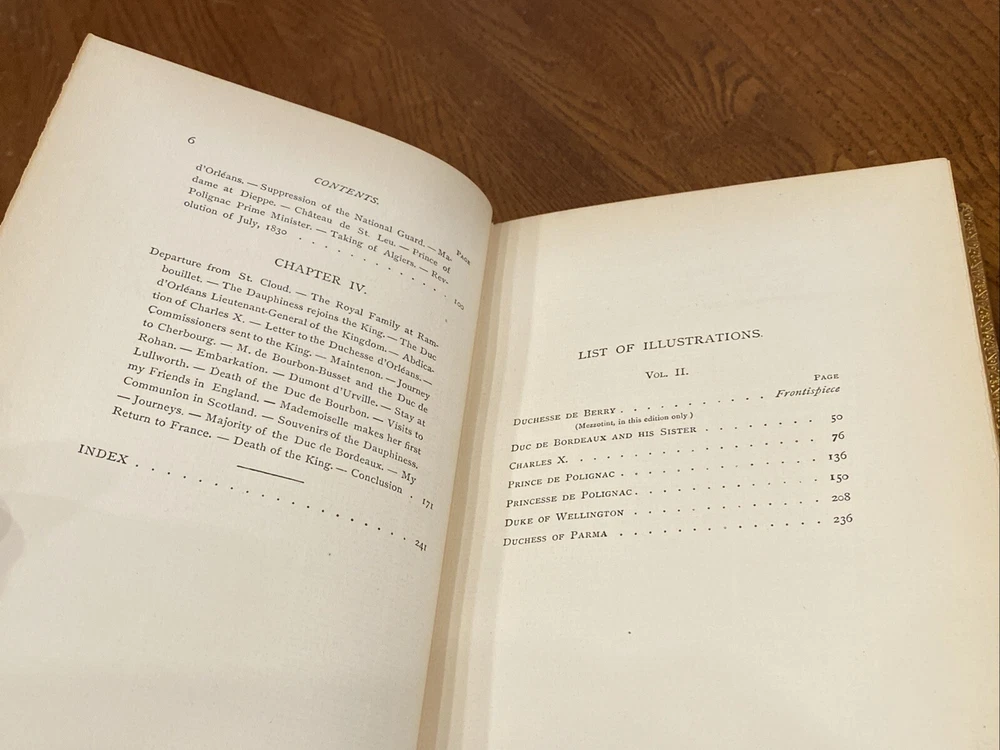 6
CONTENTS.
PAGE
d'Orléans. — Suppression of the National Guard. — Ma-
dame at Dieppe. — Château de St. Leu. — Prince of
Polignac Prime Minister. — Taking of Algiers. — Rev-
olution of July, 1830 . . . . . . . . . . . . 109
CHAPTER IV.
Departure from St. Cloud. — The Royal Family at Ram-
bouillet. — The Dauphiness rejoins the King. — The Duc
d'Orléans Lieutenant-General of the Kingdom. — Abdica-
tion of Charles X. — Letter to the Duchesse d'Orléans. —
Commissioners sent to the King. — Maintenon. — Journey
to Cherbourg. — M. de Bourbon-Busset and the Duc de
Rohan. — Embarkation. — Dumont d'Urville. — Stay at
Lullworth. — Death of the Duc de Bourbon. — Visits to
my Friends in England. — Mademoiselle makes her first
Communion in Scotland. — Souvenirs of the Dauphiness.
— Journeys. — Majority of the Duc de Bordeaux. — My
Return to France. — Death of the King. — Conclusion . 171
INDEX . . . . . . . . . . . . . . . . . 241
LIST OF ILLUSTRATIONS.
VOL. II.
PAGE
DUCHESSE DE BERRY . . . . . . . . . . Frontispiece
(Mezzotint, in this edition only.)
DUC DE BORDEAUX AND HIS SISTER . . . . . . . . 50
CHARLES X. . . . . . . . . . . . . . . . 76
PRINCE DE POLIGNAC . . . . . . . . . . . . 136
PRINCESSE DE POLIGNAC . . . . . . . . . . . 150
DUKE OF WELLINGTON . . . . . . . . . . . 208
DUCHESS OF PARMA . . . . . . . . . . . . 236